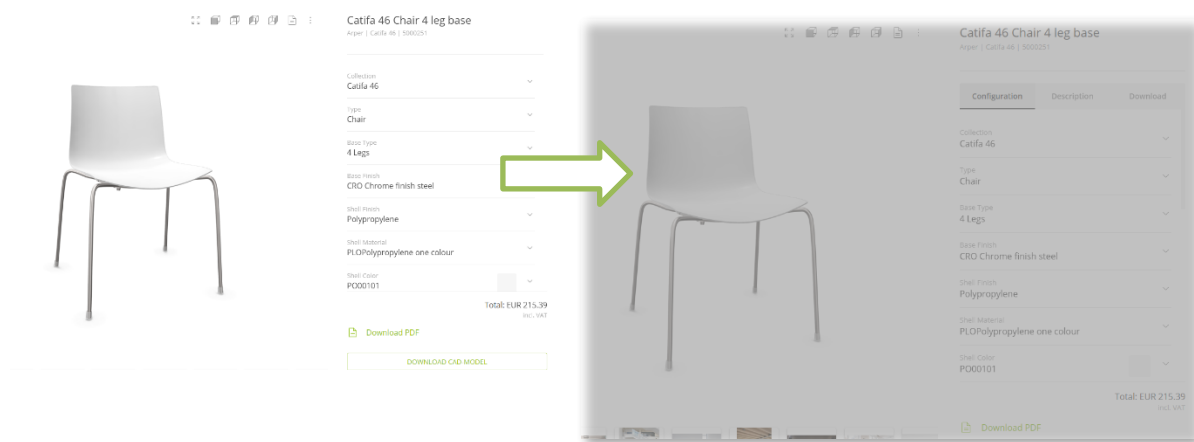 Catifa 46 Chair 4 leg base
Arper | Catifa 46 | 5000251
Collection
Catifa 46
Type
Chair
Base Type
4 Legs
Base Finish
CRO Chrome finish steel
Shell Finish
Polypropylene
Shell Material
PLOPolypropylene one colour
Shell Color
PO00101
Total: EUR 215.39
incl. VAT
Download PDF
DOWNLOAD CAD MODEL
Catifa 46 Chair 4 leg base
Arper | Catifa 46 | 5000251
Configuration Description Download
Collection
Catifa 46
Type
Chair
Base Type
4 Legs
Base Finish
CRO Chrome finish steel
Shell Finish
Polypropylene
Shell Material
PLOPolypropylene one colour
Shell Color
PO00101
Total: EUR 215.39
incl. VAT
Download PDF